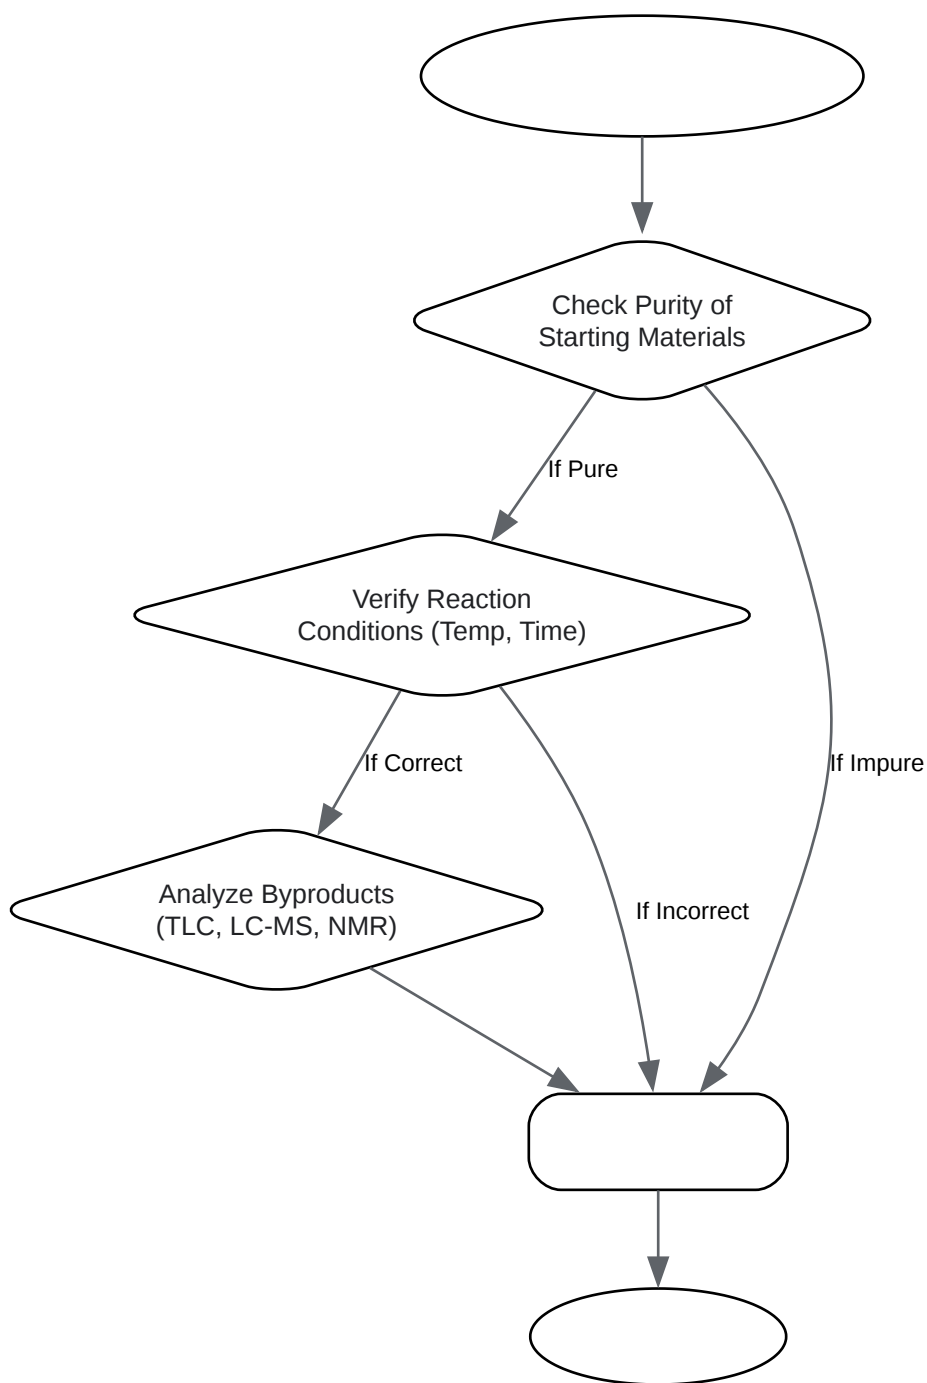 Check Purity of
Starting Materials
If Pure
Verify Reaction
Conditions (Temp, Time)
If Correct
If Impure
Analyze Byproducts
(TLC, LC-MS, NMR)
If Incorrect